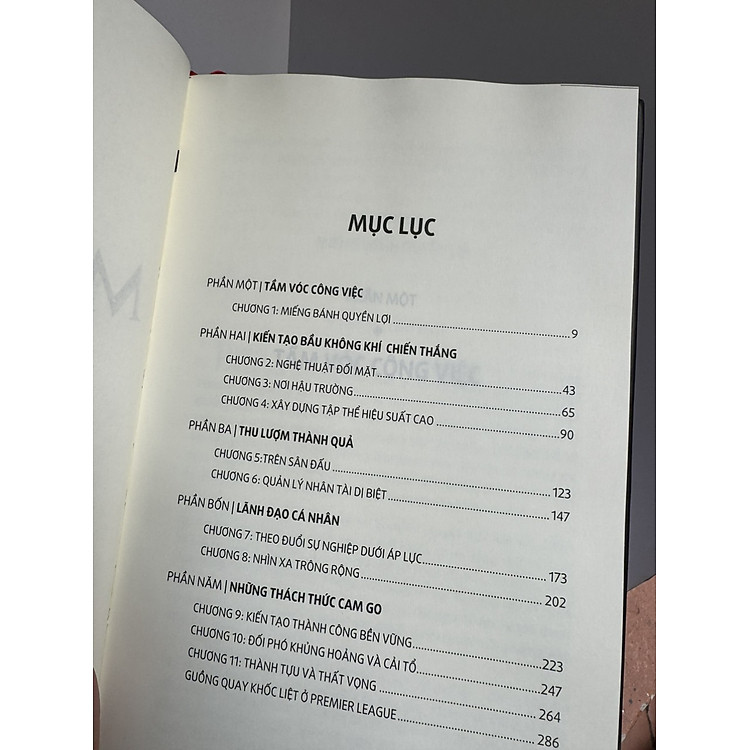 MỤC LỤC
PHẦN MỘT | TẦM VÓC CÔNG VIỆC
CHƯƠNG 1: MIẾNG BÁNH QUYỀN LỢI 9
PHẦN HAI | KIẾN TẠO BẦU KHÔNG KHÍ CHIẾN THẮNG
CHƯƠNG 2: NGHỆ THUẬT ĐỐI MẶT 43
CHƯƠNG 3: NƠI HẬU TRƯỜNG 65
CHƯƠNG 4: XÂY DỰNG TẬP THỂ HIỆU SUẤT CAO 90
PHẦN BA | THU LƯỢM THÀNH QUẢ
CHƯƠNG 5:TRÊN SÂN ĐẤU 123
CHƯƠNG 6: QUẢN LÝ NHÂN TÀI DỊ BIỆT 147
PHẦN BỐN | LÃNH ĐẠO CÁ NHÂN
CHƯƠNG 7: THEO ĐUỔI SỰ NGHIỆP DƯỚI ÁP LỰC 173
CHƯƠNG 8: NHÌN XA TRÔNG RỘNG 202
PHẦN NĂM | NHỮNG THÁCH THỨC CAM GO
CHƯƠNG 9: KIẾN TẠO THÀNH CÔNG BỀN VỮNG 223
CHƯƠNG 10: ĐỐI PHÓ KHỦNG HOẢNG VÀ CẢI TỔ 247
CHƯƠNG 11: THÀNH TỰU VÀ THẤT VỌNG 264
GUỒNG QUAY KHỐC LIỆT Ở PREMIER LEAGUE 286